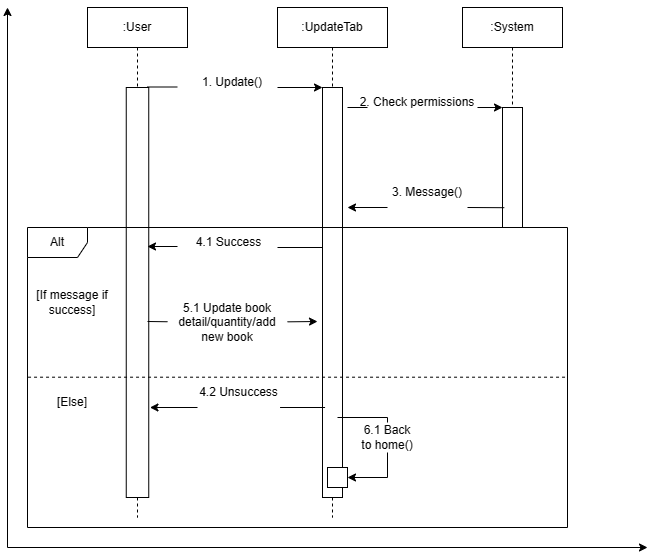 :User
:UpdateTab
:System
1. Update()
2. Check permissions
3. Message()
Alt
4.1 Success
[If message if
success]
5.1 Update book
detail/quantity/add
new book
4.2 Unsuccess
[Else]
6.1 Back
to home()